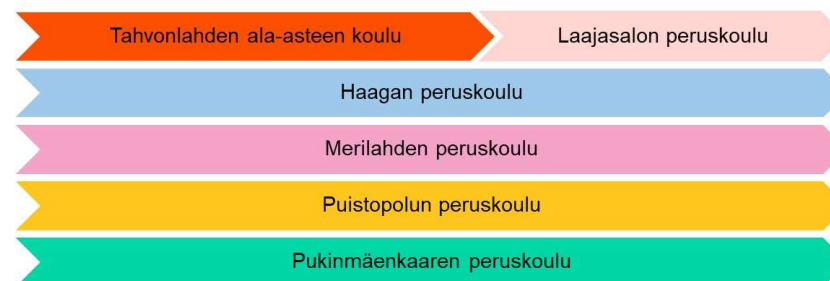 Tahvonlahden ala-asteen koulu
Laajasalon peruskoulu
Haagan peruskoulu
Merilahden peruskoulu
Puistopolun peruskoulu
Pukinmäenkaaren peruskoulu